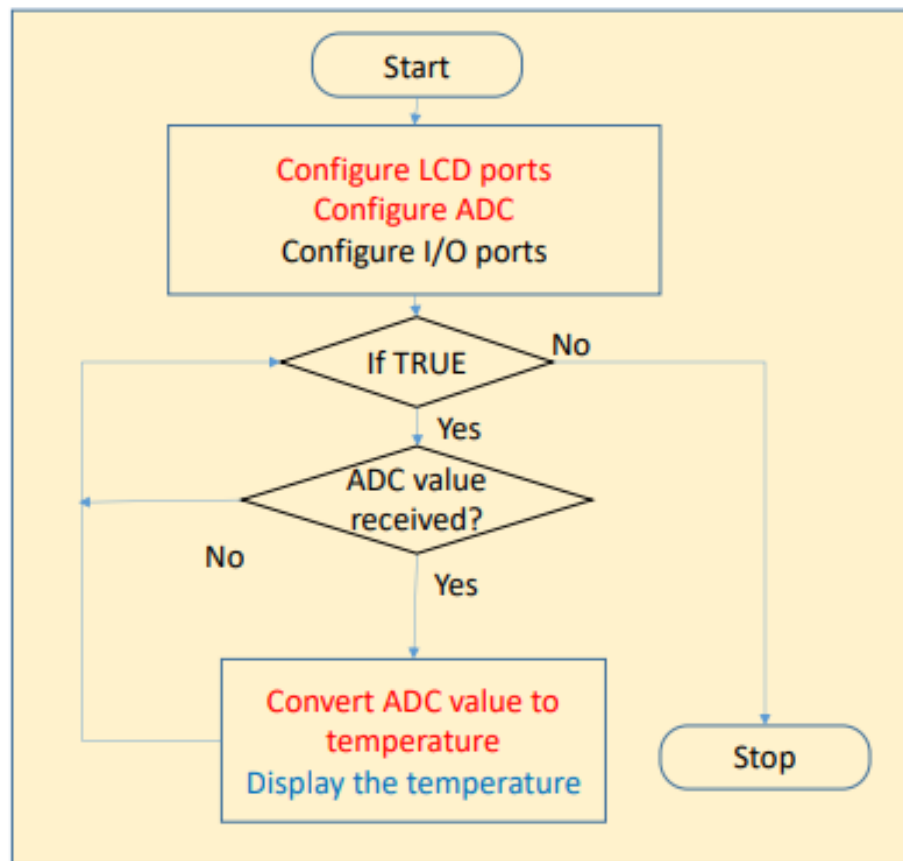 Start
Configure LCD ports
Configure ADC
Configure I/O ports
If TRUE
No
Yes
ADC value
received?
No
Yes
Convert ADC value to
temperature
Display the temperature
Stop